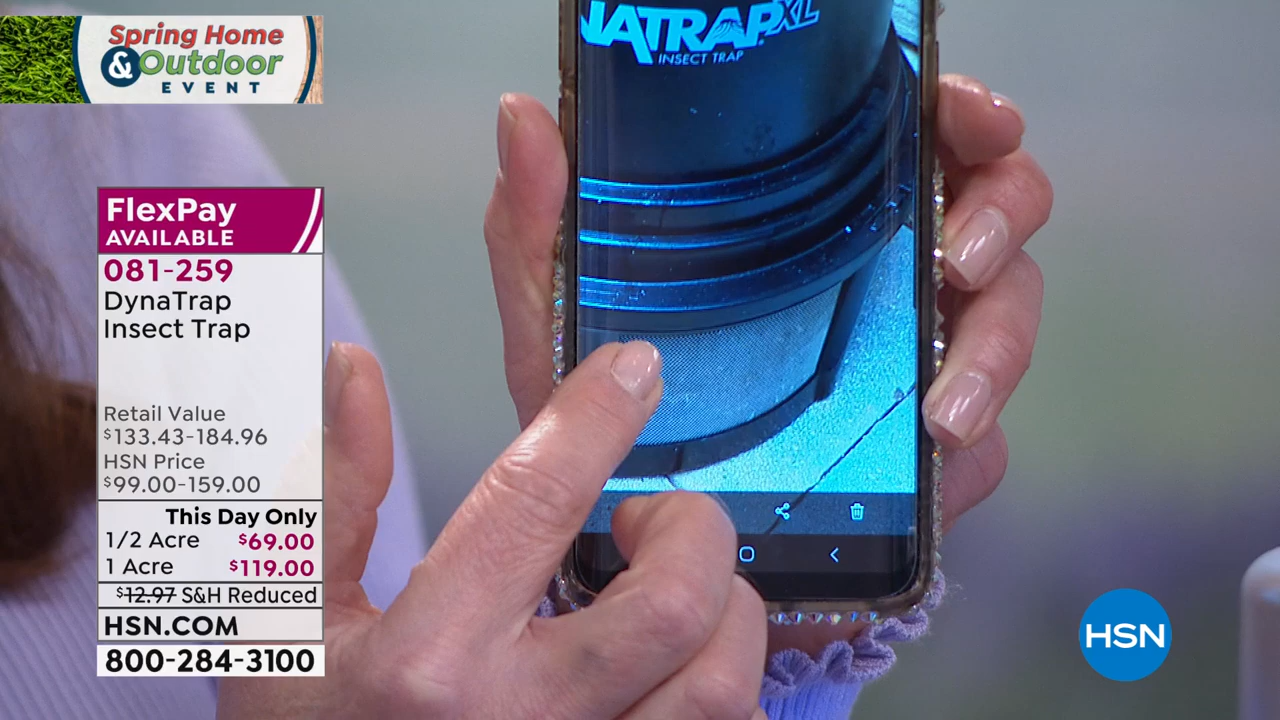 Spring Home
& Outdoor
EVENT
NATRAP XL
INSECT TRAP
FlexPay
AVAILABLE
081-259
DynaTrap
Insect Trap
Retail Value
$133.43-184.96
HSN Price
$99.00-159.00
This Day Only
1/2 Acre $69.00
1 Acre $119.00
$12.97 S&H Reduced
HSN.COM
800-284-3100
HSN